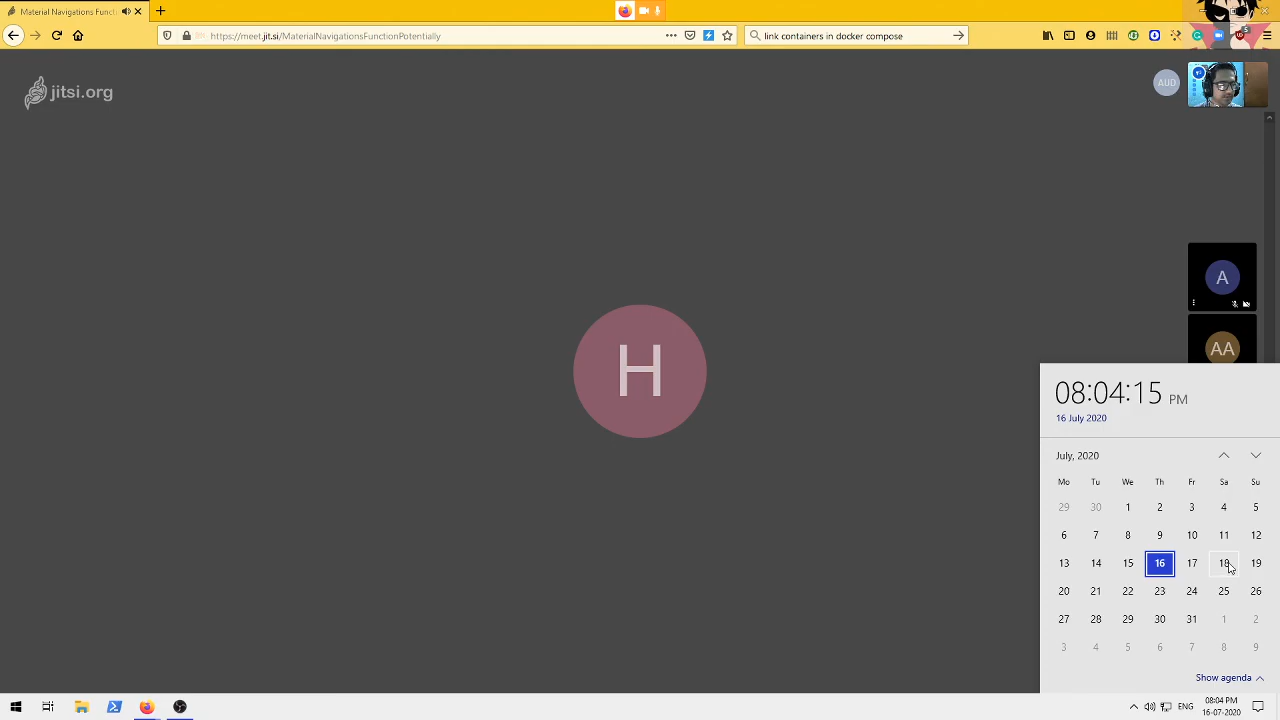 Material Navigations Funct
https://meet.jit.si/MaterialNavigationsFunctionPotentially
link containers in docker compose
5
jitsi.org
AUD
A
AA
H
08:04:15 PM
16 July 2020
July, 2020
Mo Tu We Th Fr Sa Su
29 30 1 2 3 4 5
6 7 8 9 10 11 12
13 14 15 16 17 18 19
20 21 22 23 24 25 26
27 28 29 30 31 1 2
3 4 5 6 7 8 9
Show agenda
ENG
08:04 PM
16-07-2020